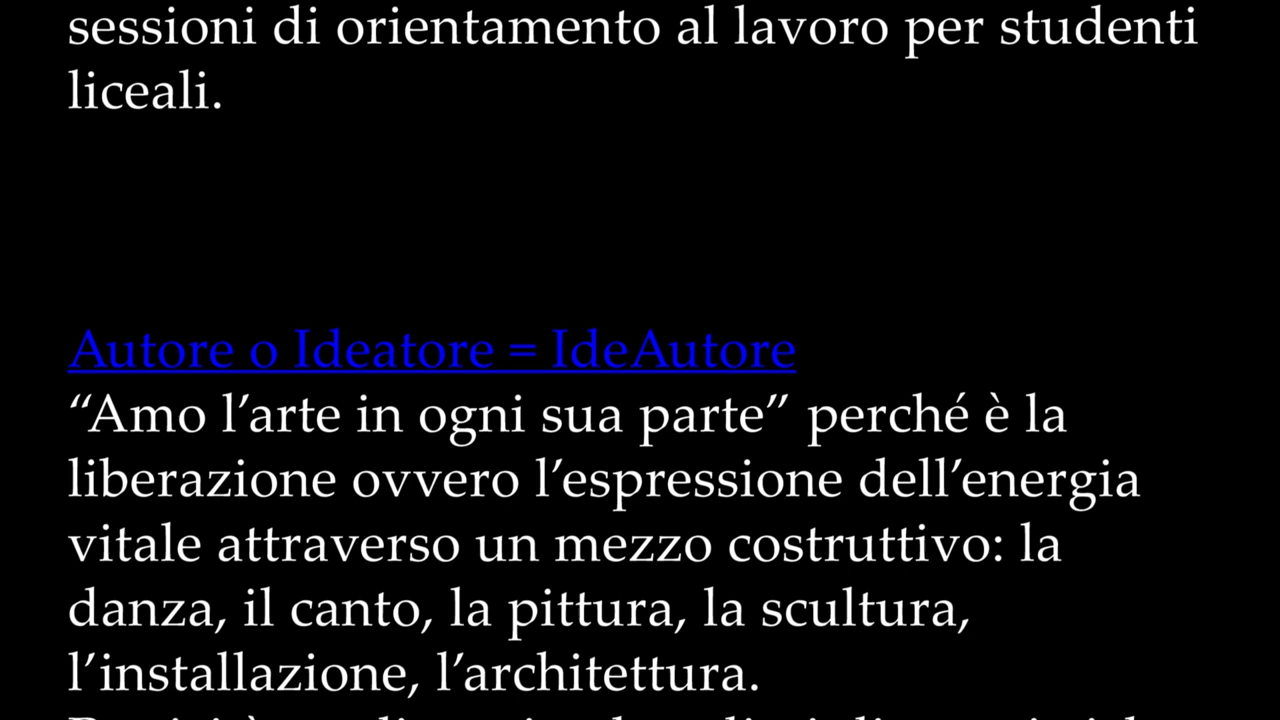 sessioni di orientamento al lavoro per studenti
liceali.
Autore o Ideatore = IdeAutore
“Amo l’arte in ogni sua parte” perché è la
liberazione ovvero l’espressione dell’energia
vitale attraverso un mezzo costruttivo: la
danza, il canto, la pittura, la scultura,
l’installazione, l’architettura.